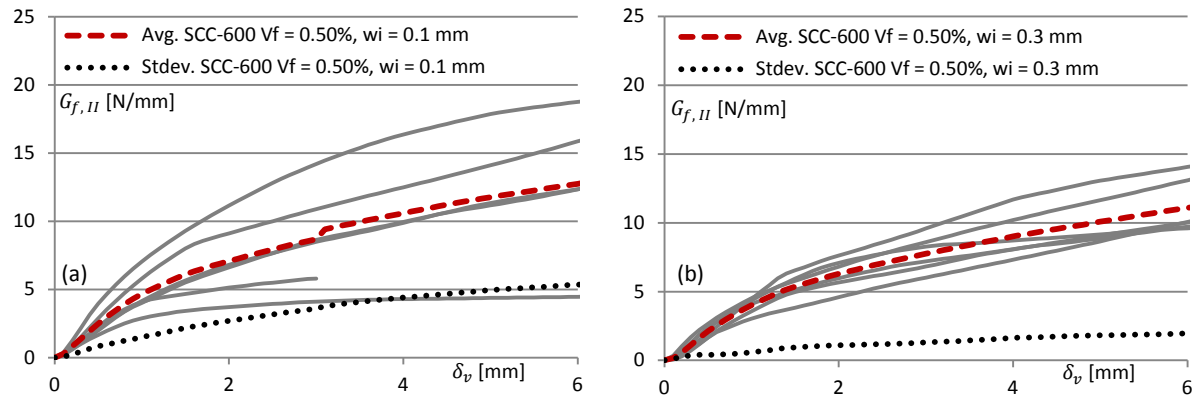 25
Avg. SCC-600 Vf = 0.50%, wi = 0.1 mm
20
Stdev. SCC-600 Vf = 0.50%, wi = 0.1 mm
G_{f,II} [N/mm]
15
10
(a)
5
0
δ_v [mm]
0 2 4 6
25
Avg. SCC-600 Vf = 0.50%, wi = 0.3 mm
Stdev. SCC-600 Vf = 0.50%, wi = 0.3 mm
20
G_{f,II} [N/mm]
15
10
(b)
5
0
δ_v [mm]
0 2 4 6